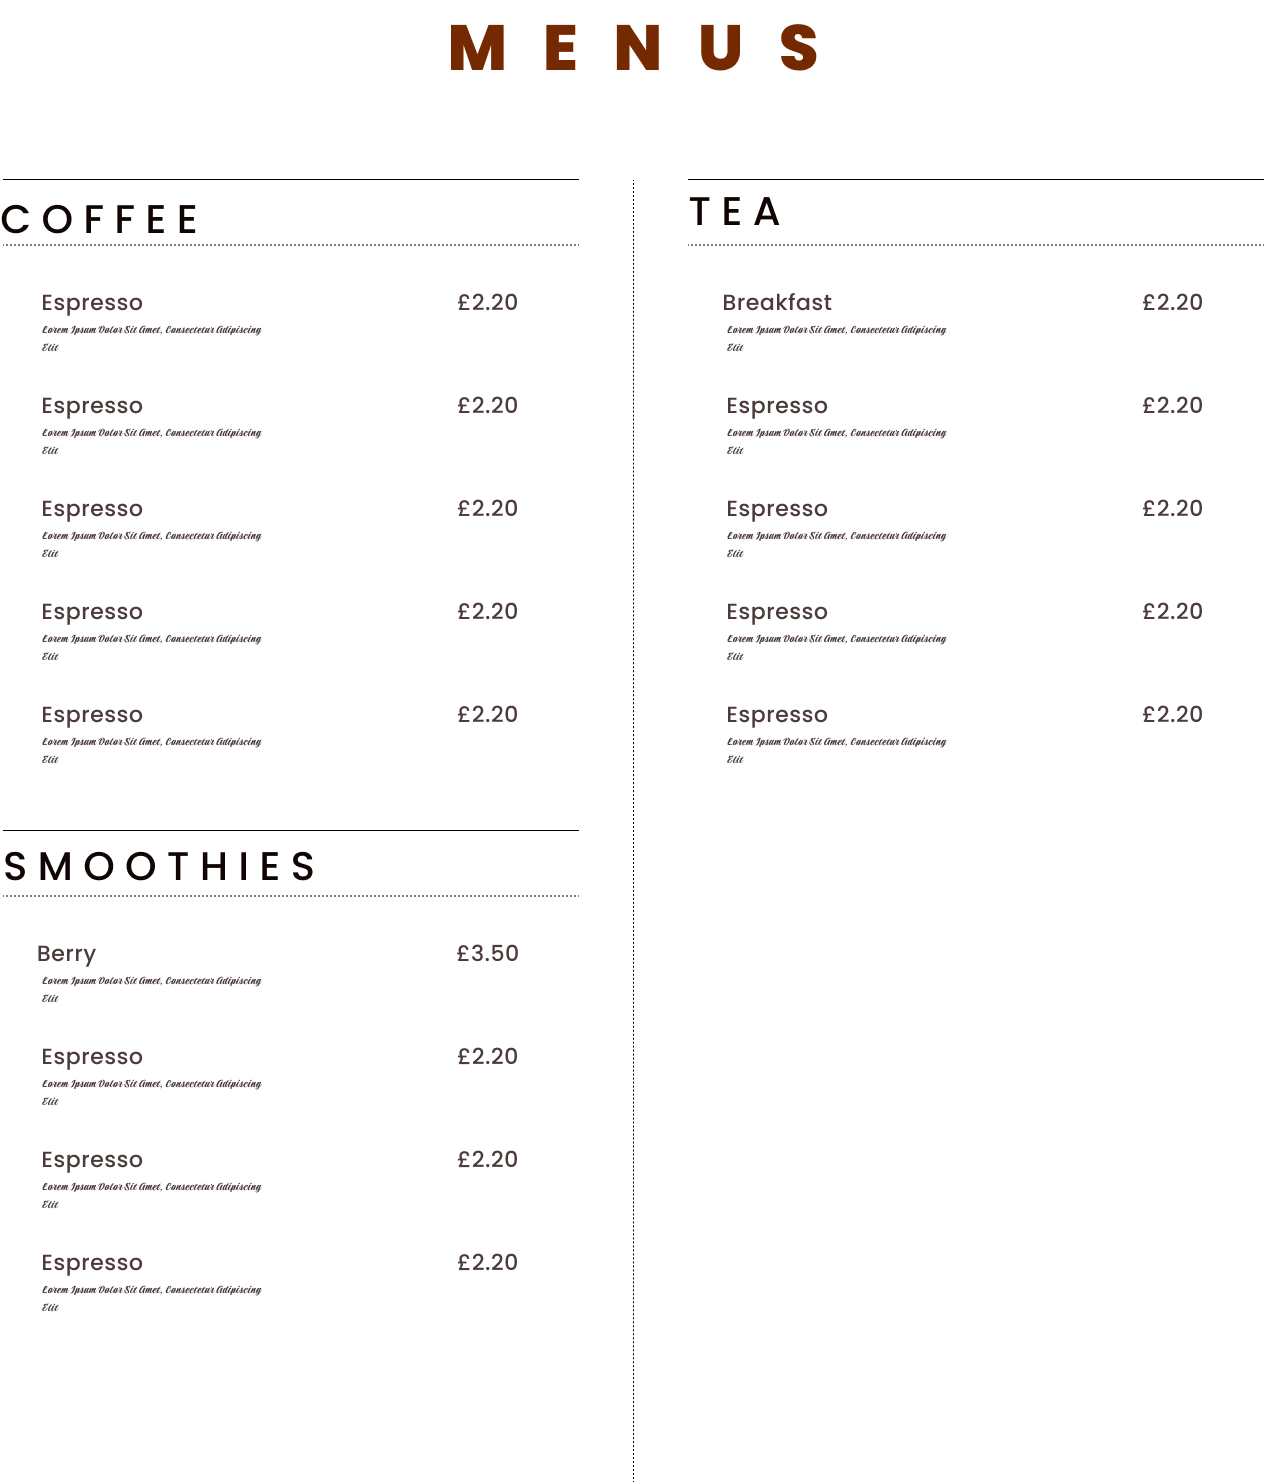 MENUS
COFFEE
Espresso £2.20
Lorem Ipsum Dolor Sit Amet, Consectetur Adipiscing
Elit
Espresso £2.20
Lorem Ipsum Dolor Sit Amet, Consectetur Adipiscing
Elit
Espresso £2.20
Lorem Ipsum Dolor Sit Amet, Consectetur Adipiscing
Elit
Espresso £2.20
Lorem Ipsum Dolor Sit Amet, Consectetur Adipiscing
Elit
Espresso £2.20
Lorem Ipsum Dolor Sit Amet, Consectetur Adipiscing
Elit
SMOOTHIES
Berry £3.50
Lorem Ipsum Dolor Sit Amet, Consectetur Adipiscing
Elit
Espresso £2.20
Lorem Ipsum Dolor Sit Amet, Consectetur Adipiscing
Elit
Espresso £2.20
Lorem Ipsum Dolor Sit Amet, Consectetur Adipiscing
Elit
Espresso £2.20
Lorem Ipsum Dolor Sit Amet, Consectetur Adipiscing
Elit
TEA
Breakfast £2.20
Lorem Ipsum Dolor Sit Amet, Consectetur Adipiscing
Elit
Espresso £2.20
Lorem Ipsum Dolor Sit Amet, Consectetur Adipiscing
Elit
Espresso £2.20
Lorem Ipsum Dolor Sit Amet, Consectetur Adipiscing
Elit
Espresso £2.20
Lorem Ipsum Dolor Sit Amet, Consectetur Adipiscing
Elit
Espresso £2.20
Lorem Ipsum Dolor Sit Amet, Consectetur Adipiscing
Elit